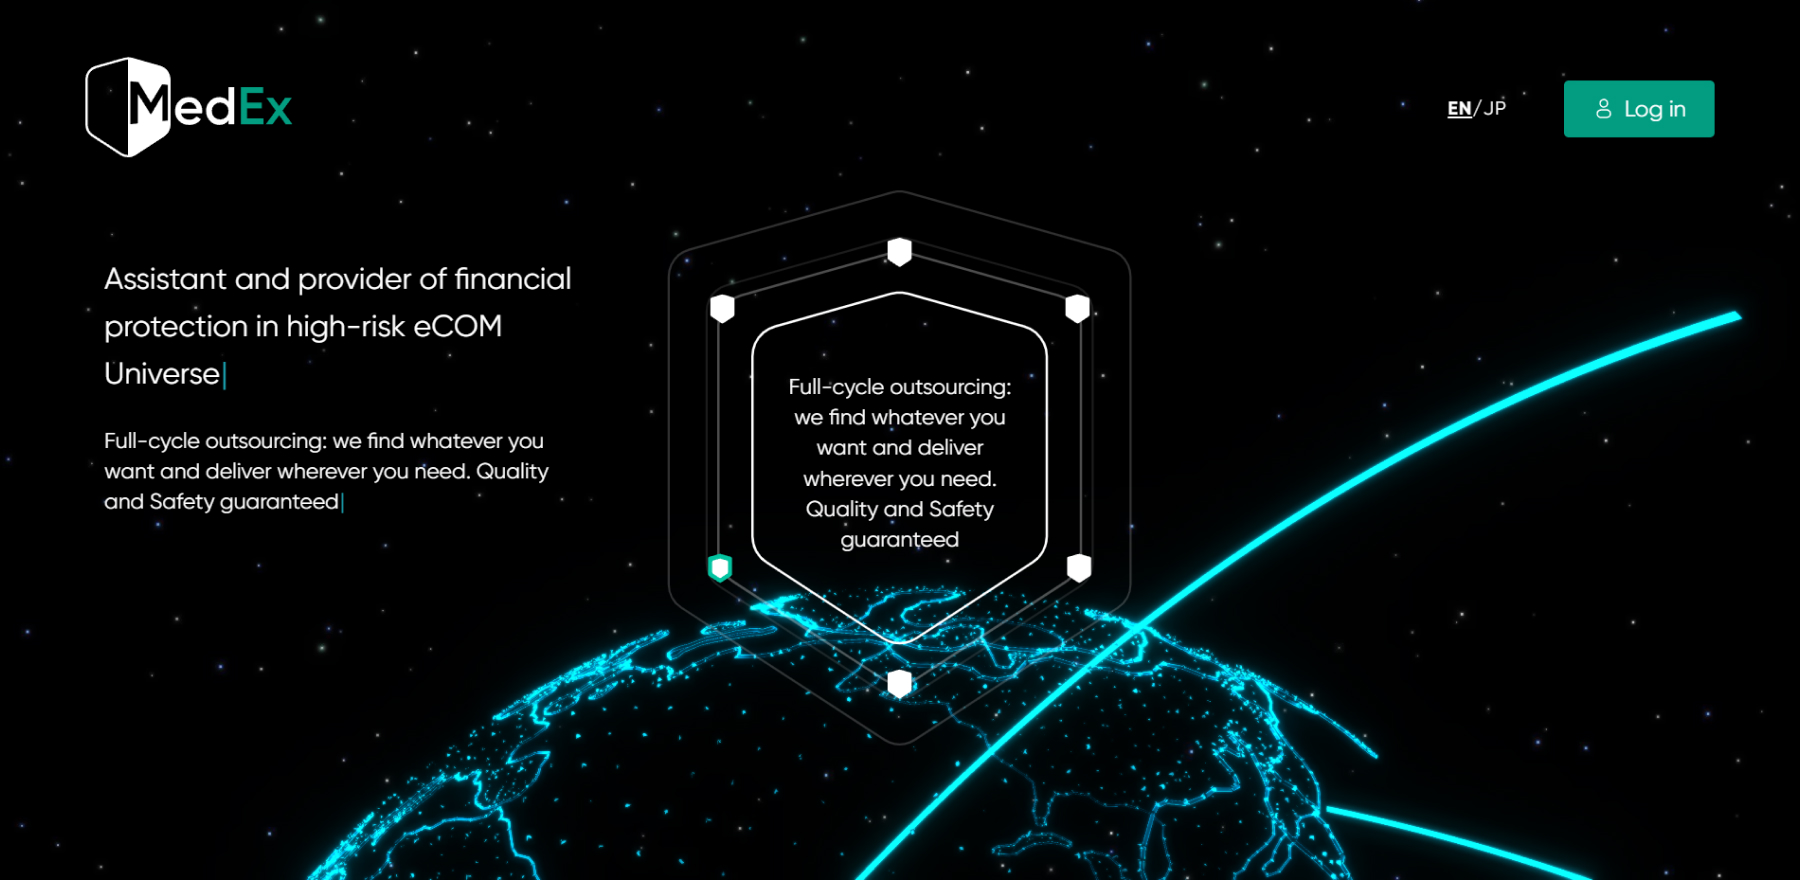 MedEx
EN/JP
Log in
Assistant and provider of financial
protection in high-risk eCOM
Universe
Full-cycle outsourcing: we find whatever you
want and deliver wherever you need. Quality
and Safety guaranteed
Full-cycle outsourcing:
we find whatever you
want and deliver
wherever you need.
Quality and Safety
guaranteed